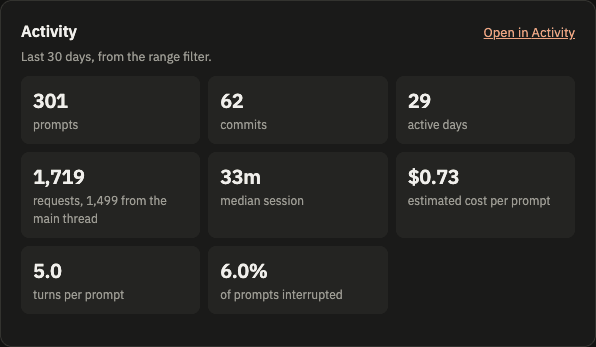 Activity
Open in Activity
Last 30 days, from the range filter.
301
prompts
62
commits
29
active days
1,719
requests, 1,499 from the
main thread
33m
median session
$0.73
estimated cost per prompt
5.0
turns per prompt
6.0%
of prompts interrupted